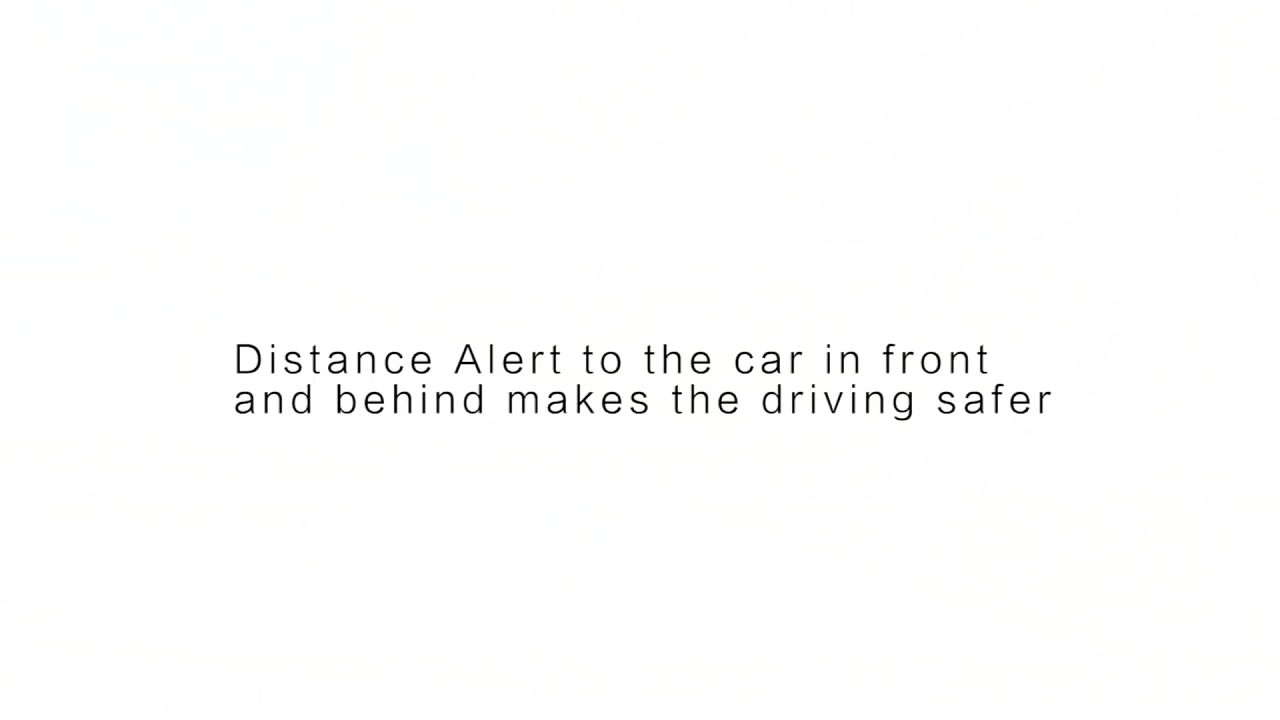 Distance Alert to the car in front
and behind makes the driving safer